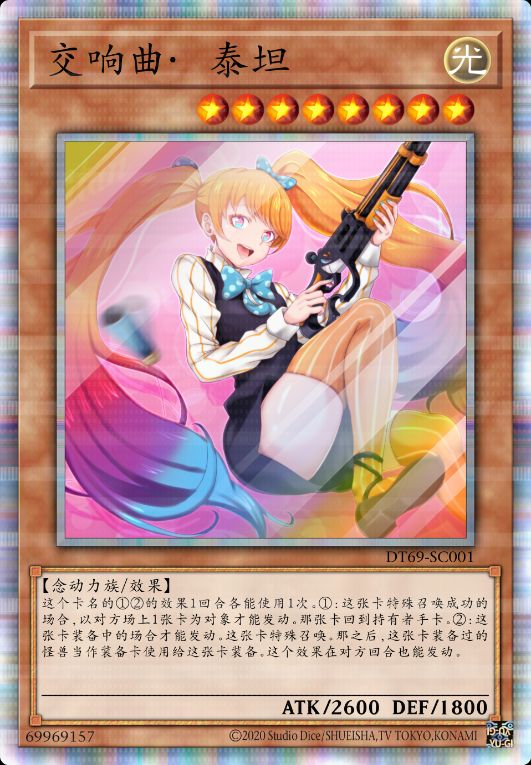 交响曲·泰坦
光
DT69-SC001
【念动力族/效果】
这个卡名的①②的效果1回合各能使用1次。①:这张卡特殊召唤成功的
场合,以对方场上1张卡为对象才能发动。那张卡回到持有者手卡。②:这
张卡装备中的场合才能发动。这张卡特殊召唤。那之后,这张卡装备过的
怪兽当作装备卡使用给这张卡装备。这个效果在对方回合也能发动。
ATK/2600 DEF/1800
69969157
©2020 Studio Dice/SHUEISHA,TV TOKYO,KONAMI